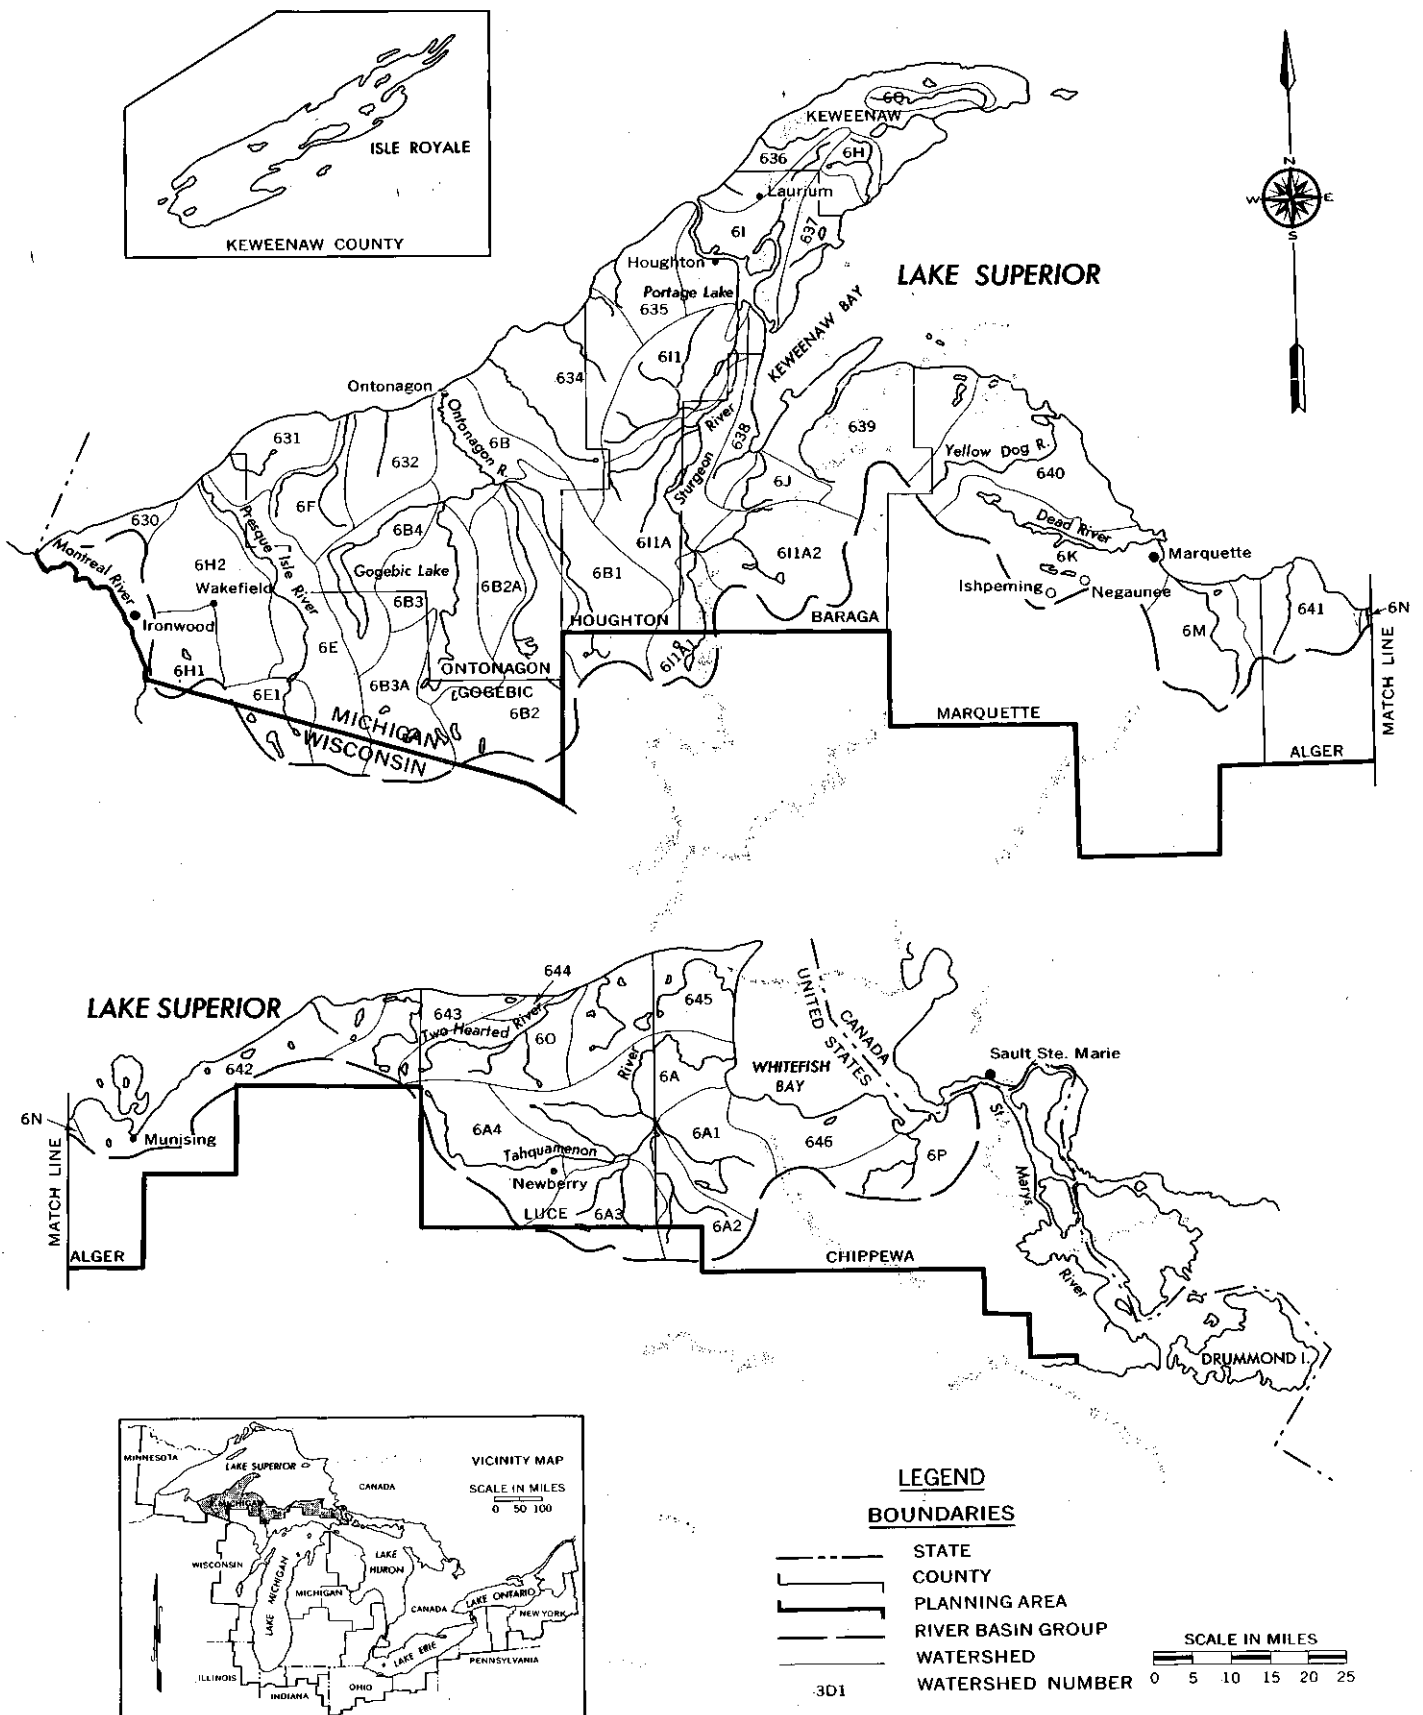 ISLE ROYALE
KEWEENAW COUNTY
N
W
E
S
6Q
KEWEENAW
636
6H
Laurium
6I
637
Houghton
LAKE SUPERIOR
Portage Lake
635
KEWEENAW BAY
6I1
634
Ontonagon
Ontonagon R.
6B
631
632
River
Sturgeon
638
639
Yellow Dog R.
640
6J
6F
630
Presque
Isle River
6B4
Dead River
6I1A
6I1A2
6K
Marquette
Montreal River
6H2
Gogebic Lake
6B1
Wakefield
6B2A
6B3
Ishpeming
Negaunee
641
6N
Ironwood
HOUGHTON
BARAGA
6M
6E
6H1
6I1A1
ONTONAGON
GOGEBIC
6B3A
6E1
6B2
MICHIGAN
WISCONSIN
MARQUETTE
ALGER
MATCH LINE
644
LAKE SUPERIOR
643
645
Two Hearted River
6O
UNITED STATES
CANADA
River
Sault Ste. Marie
WHITEFISH
BAY
642
6A
6N
Munising
6A4
6A1
646
6P
St.
Marys
River
Tahquamenon
Newberry
LUCE
6A3
6A2
MATCH LINE
ALGER
CHIPPEWA
DRUMMOND I.
VICINITY MAP
SCALE IN MILES
0 50 100
MINNESOTA
LAKE SUPERIOR
CANADA
MICHIGAN
WISCONSIN
LAKE MICHIGAN
LAKE
HURON
MICHIGAN
CANADA
LAKE ONTARIO
NEW YORK
LAKE ERIE
PENNSYLVANIA
ILLINOIS
INDIANA
OHIO
LEGEND
BOUNDARIES
STATE
COUNTY
PLANNING AREA
RIVER BASIN GROUP
WATERSHED
3D1 WATERSHED NUMBER
SCALE IN MILES
0 5 10 15 20 25